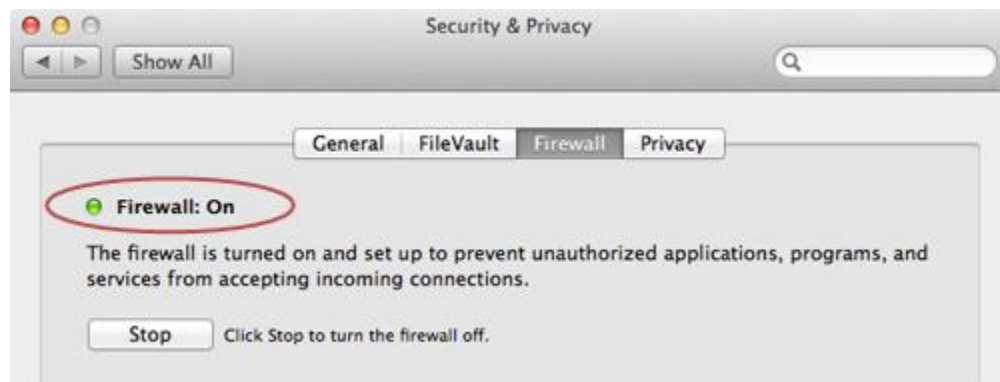 Security & Privacy
Show All
General FileVault Firewall Privacy
Firewall: On
The firewall is turned on and set up to prevent unauthorized applications, programs, and
services from accepting incoming connections.
Stop Click Stop to turn the firewall off.